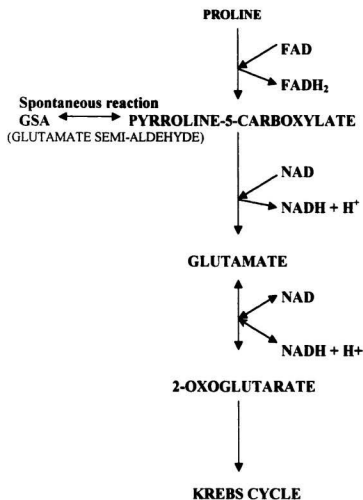 PROLINE
FAD
FADH₂
Spontaneous reaction
GSA PYRROLINE-5-CARBOXYLATE
(GLUTAMATE SEMI-ALDEHYDE)
NAD
NADH + H⁺
GLUTAMATE
NAD
NADH + H+
2-OXOGLUTARATE
KREBS CYCLE